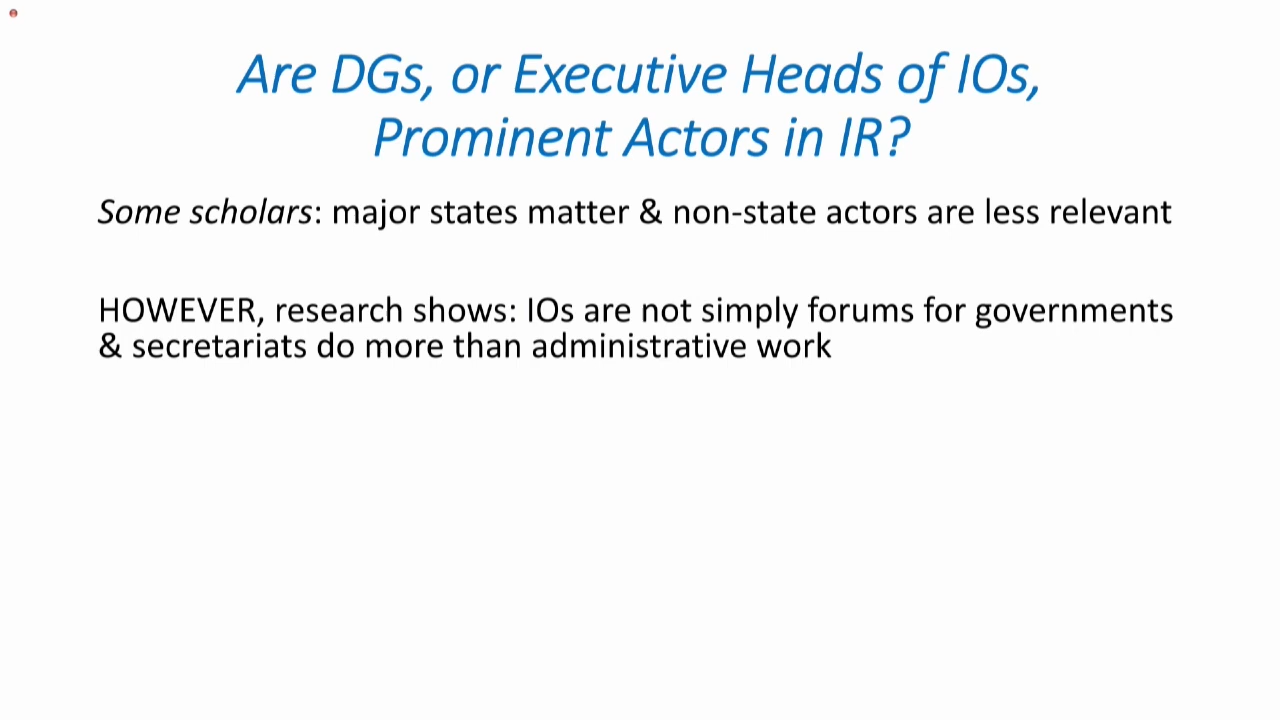 Are DGs, or Executive Heads of IOs,
Prominent Actors in IR?
Some scholars: major states matter & non-state actors are less relevant
HOWEVER, research shows: IOs are not simply forums for governments
& secretariats do more than administrative work